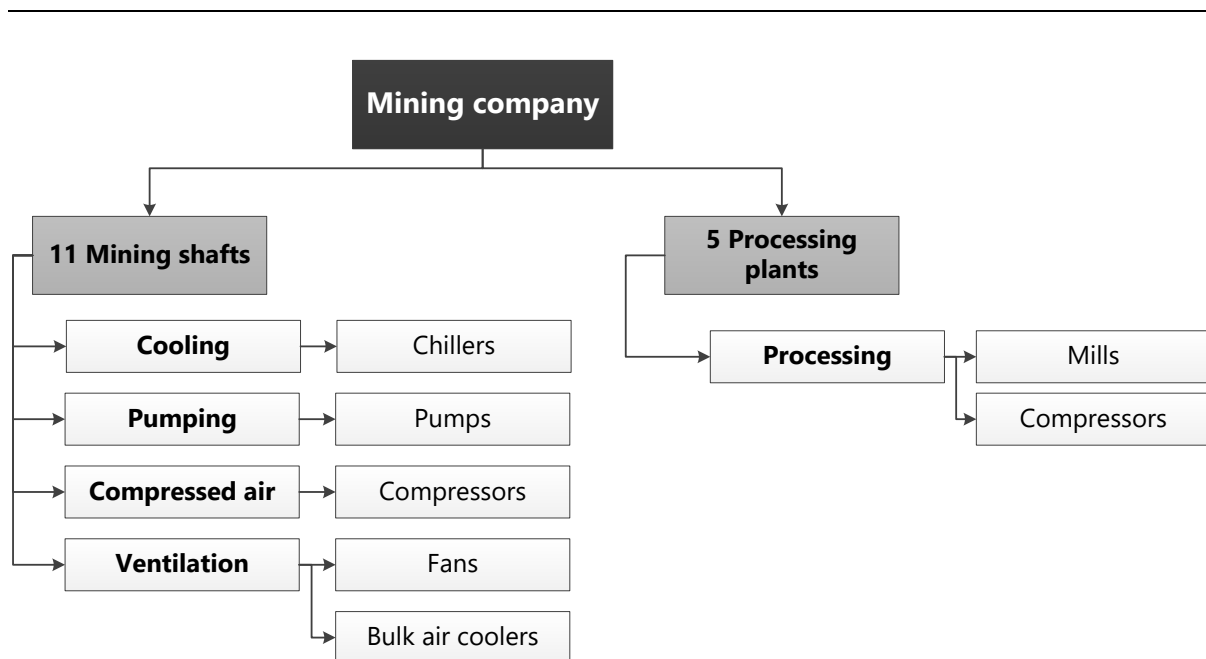 Mining company
11 Mining shafts
5 Processing
plants
Cooling
Chillers
Processing
Mills
Pumping
Pumps
Compressors
Compressed air
Compressors
Ventilation
Fans
Bulk air coolers